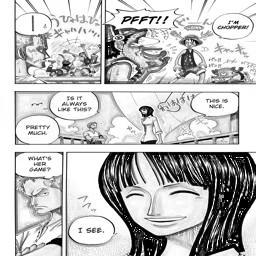 I'M
CHOPPER!
PFFT!!
THIS IS
NICE.
IS IT
ALWAYS
LIKE THIS?
PRETTY
MUCH.
I SEE.
WHAT'S
HER
GAME?